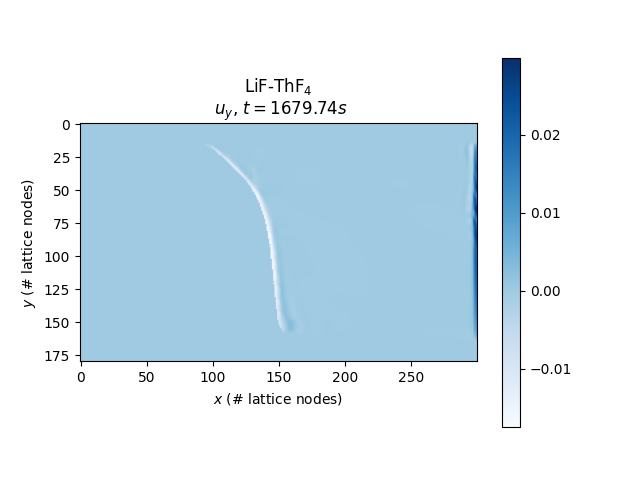 LiF-ThF₄
u_y, t = 1679.74s
0
25
50
75
100
125
150
175
y (# lattice nodes)
0 50 100 150 200 250
x (# lattice nodes)
0.02
0.01
0.00
−0.01